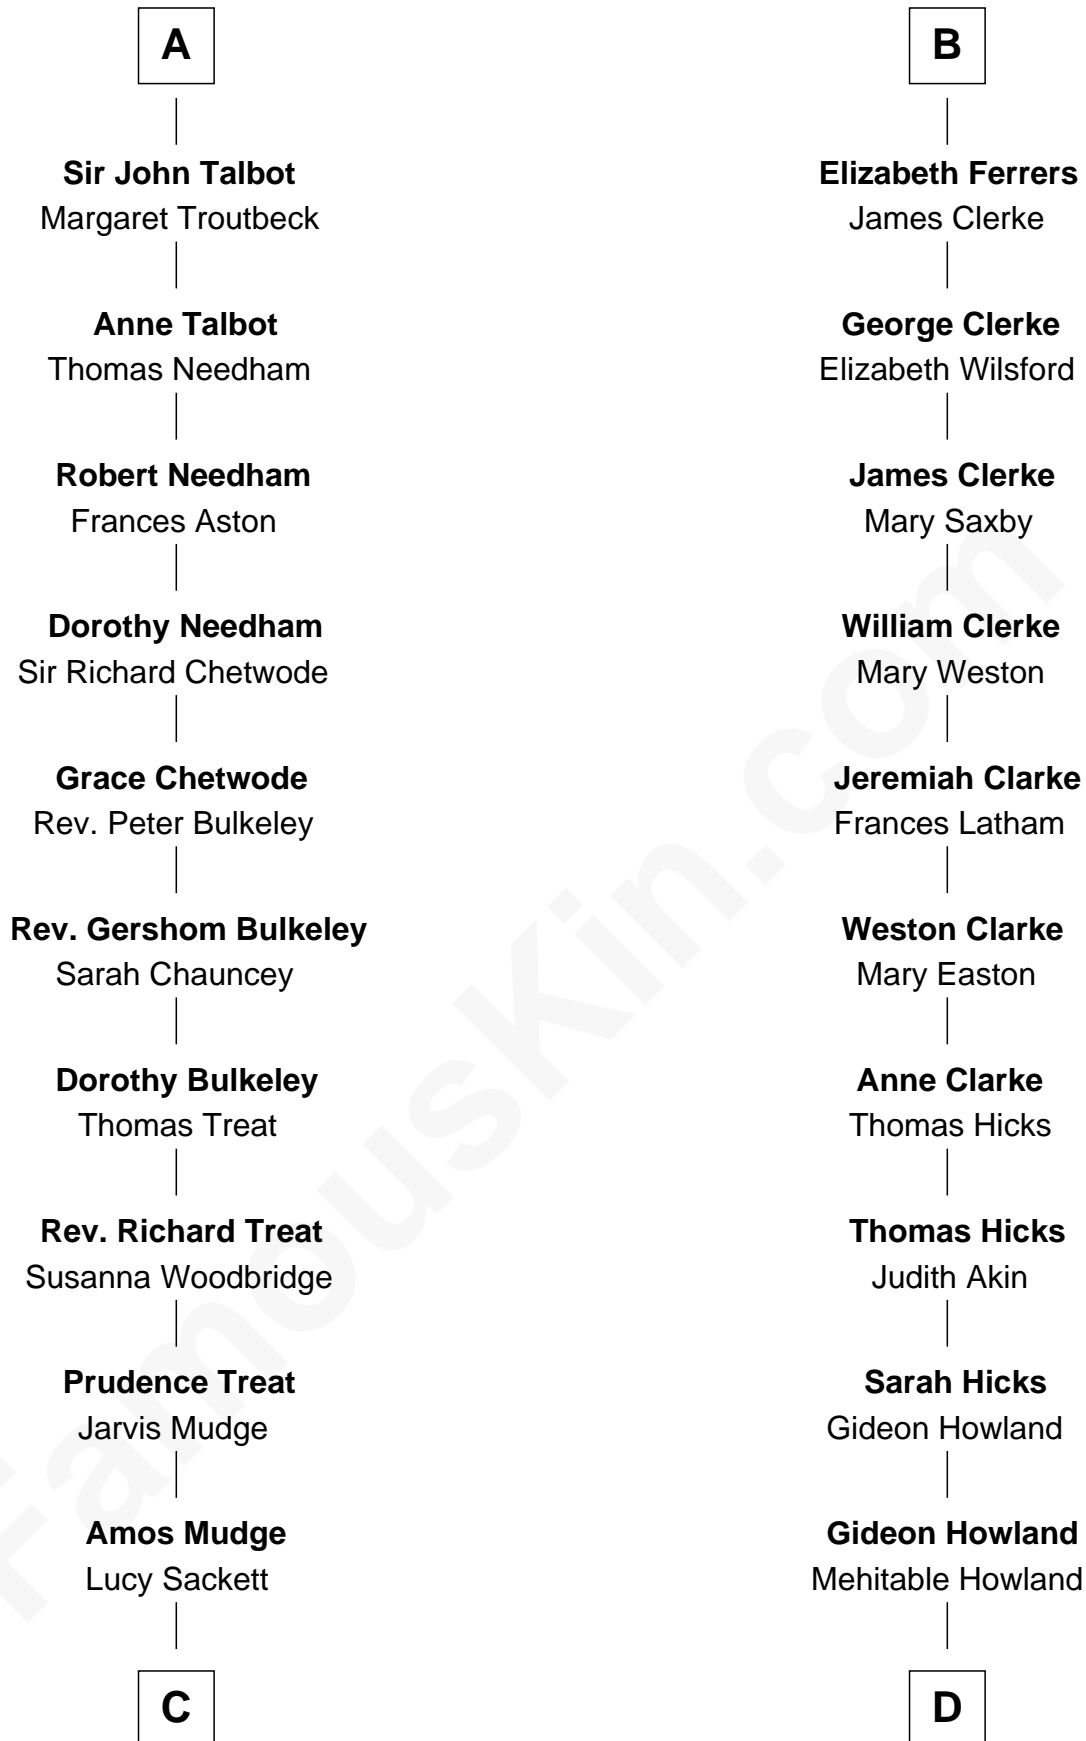 A
Sir John Talbot
Margaret Troutbeck
Anne Talbot
Thomas Needham
Robert Needham
Frances Aston
Dorothy Needham
Sir Richard Chetwode
Grace Chetwode
Rev. Peter Bulkeley
Rev. Gershom Bulkeley
Sarah Chauncey
Dorothy Bulkeley
Thomas Treat
Rev. Richard Treat
Susanna Woodbridge
Prudence Treat
Jarvis Mudge
Amos Mudge
Lucy Sackett
C
B
Elizabeth Ferrers
James Clerke
George Clerke
Elizabeth Wilsford
James Clerke
Mary Saxby
William Clerke
Mary Weston
Jeremiah Clarke
Frances Latham
Weston Clarke
Mary Easton
Anne Clarke
Thomas Hicks
Thomas Hicks
Judith Akin
Sarah Hicks
Gideon Howland
Gideon Howland
Mehitable Howland
D
FamousKin.com